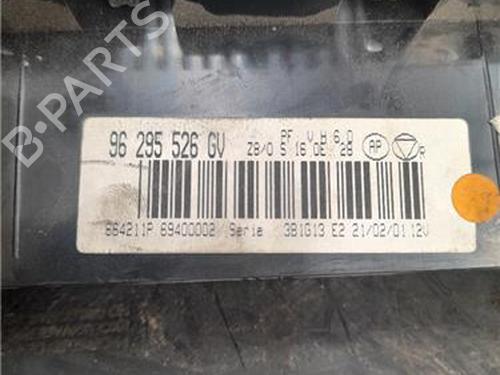 96 295 526 GV
PF. V H 6.0
Z8/0 S 16 0E 28 AP R
664211P 69400002 Serie 3B1G13 E2 21/02/01 12V
B-PARTS